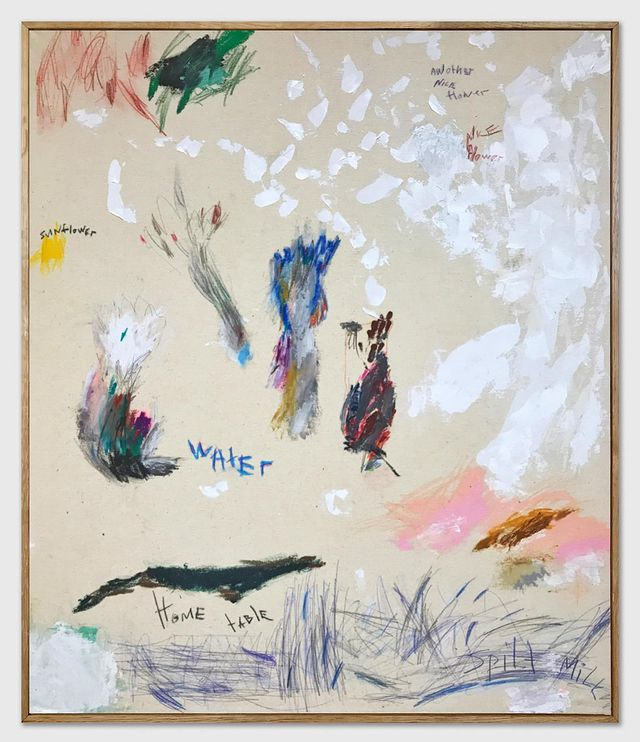 Another
Nice
flower
Nice
flower
SUNflower
WAter
HOME tABLE
Spilt Milk